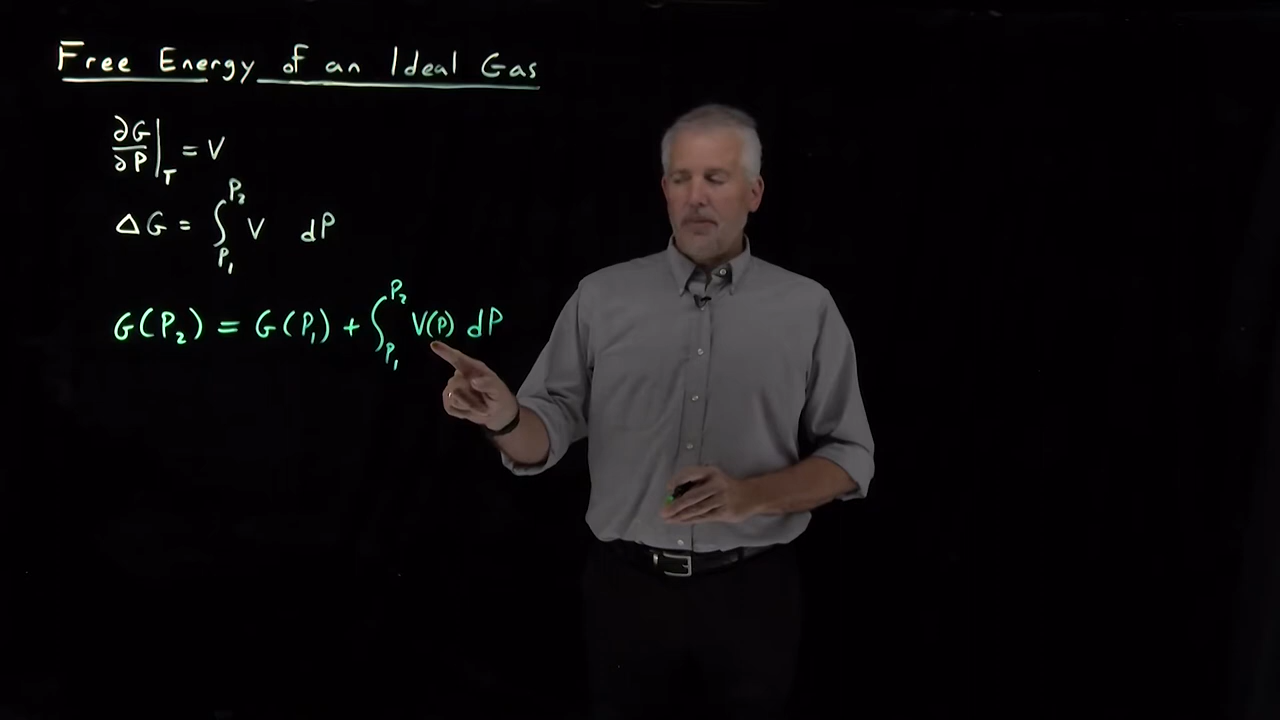 Free Energy of an Ideal Gas
∂G/∂P|_T = V
ΔG = ∫_{P₁}^{P₂} V dP
G(P₂) = G(P₁) + ∫_{P₁}^{P₂} V(P) dP